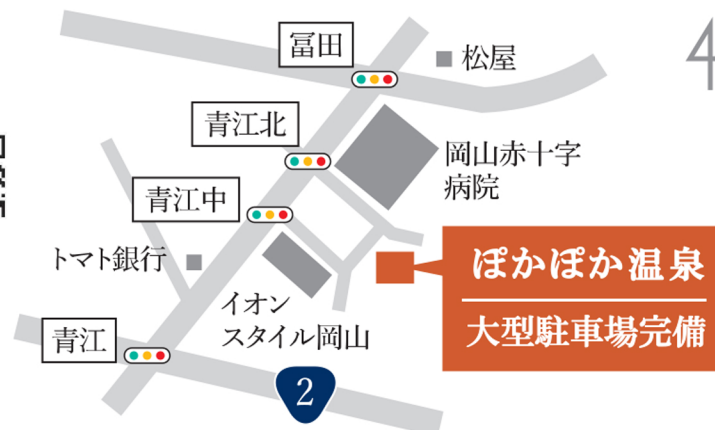 冨田
松屋
青江北
岡山赤十字
病院
青江中
ぽかぽか温泉
大型駐車場完備
トマト銀行
イオン
スタイル岡山
青江
2